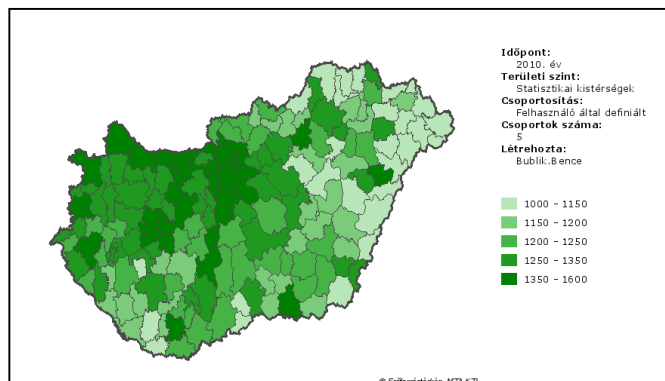 Időpont:
2010. év
Területi szint:
Statisztikai kistérségek
Csoportosítás:
Felhasználó által definiált
Csoportok száma:
5
Létrehozta:
Bublik.Bence
1000 - 1150
1150 - 1200
1200 - 1250
1250 - 1350
1350 - 1600